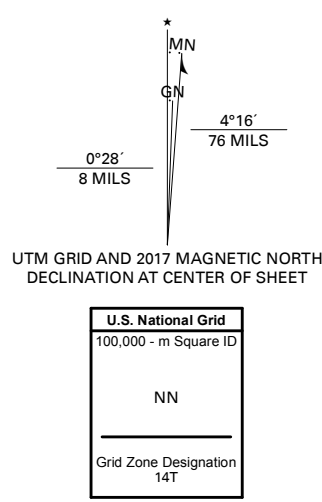 ★
MN
GN
4°16´
76 MILS
0°28´
8 MILS
UTM GRID AND 2017 MAGNETIC NORTH
DECLINATION AT CENTER OF SHEET
U.S. National Grid
100,000 - m Square ID
NN
Grid Zone Designation
14T